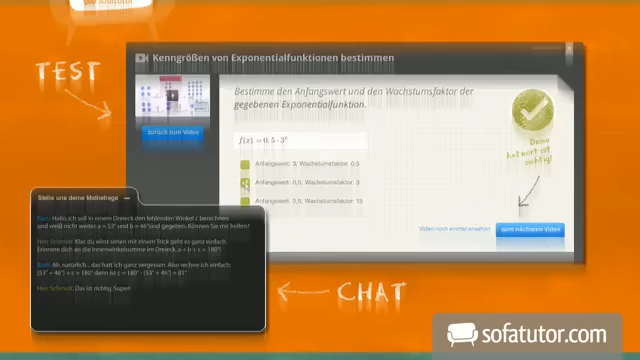 TEST
Kenngrößen von Exponentialfunktionen bestimmen
Bestimme den Anfangswert und den Wachstumsfaktor der
gegebenen Exponentialfunktion.
zurück zum Video
f(x) = 0,5 · 3^x
Anfangswert: 3; Wachstumsfaktor: 0,5
Anfangswert: 0,5; Wachstumsfaktor: 3
Anfangswert: 0,5; Wachstumsfaktor: 15
Deine
Antwort ist
richtig!
Video noch einmal ansehen
zum nächsten Video
Stelle uns deine Mathefrage
Hallo, ich soll in einem Dreieck den fehlenden Winkel c berechnen
und weiß nicht weiter. a = 53° und b = 46° sind gegeben. Können Sie mir helfen?
Herr Schmidt: Klar, du wirst sehen mit einem Trick geht es ganz einfach.
Erinnere dich an die Innenwinkelsumme im Dreieck. a + b + c = 180°!
Ah, natürlich... das hatt ich ganz vergessen. Also rechne ich einfach:
(53° + 46°) + c = 180° dann ist c = 180° - (53° + 46°) = 81°
Herr Schmidt: Das ist richtig. Super!
CHAT
sofatutor.com